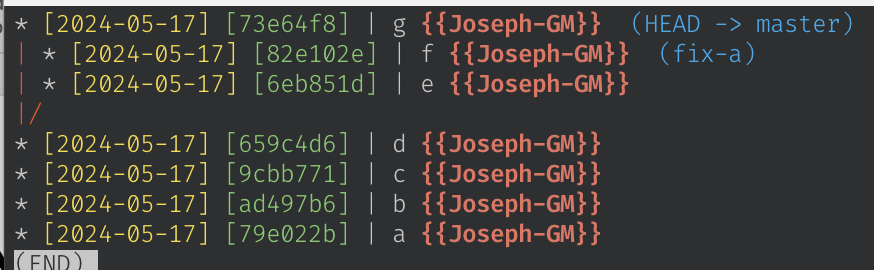 * [2024-05-17] [73e64f8] | g {{Joseph-GM}}  (HEAD -> master)
| * [2024-05-17] [82e102e] | f {{Joseph-GM}}  (fix-a)
| * [2024-05-17] [6eb851d] | e {{Joseph-GM}}
|/
* [2024-05-17] [659c4d6] | d {{Joseph-GM}}
* [2024-05-17] [9cbb771] | c {{Joseph-GM}}
* [2024-05-17] [ad497b6] | b {{Joseph-GM}}
* [2024-05-17] [79e022b] | a {{Joseph-GM}}
(END)